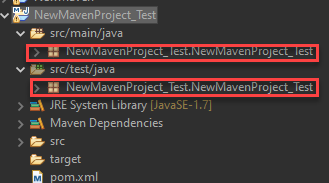 NewMavenProject_Test
src/main/java
NewMavenProject_Test.NewMavenProject_Test
src/test/java
NewMavenProject_Test.NewMavenProject_Test
JRE System Library [JavaSE-1.7]
Maven Dependencies
src
target
pom.xml